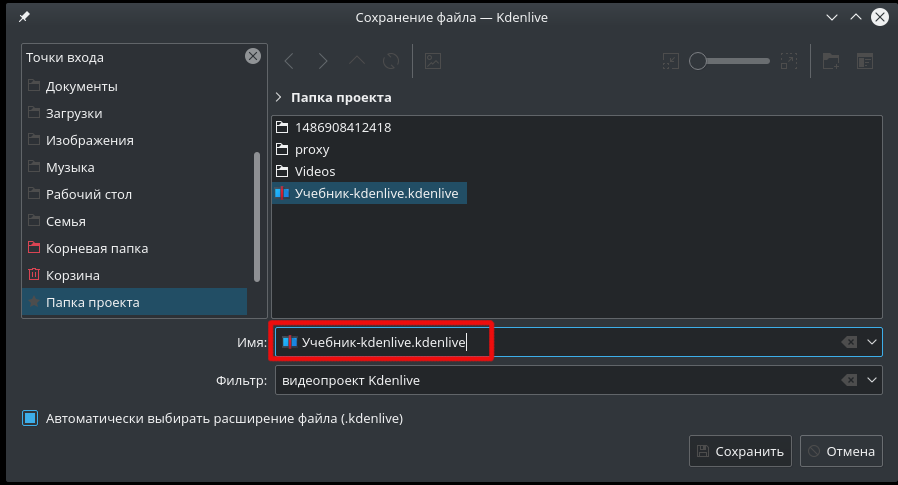 Сохранение файла — Kdenlive
Точки входа
Документы
Загрузки
Изображения
Музыка
Рабочий стол
Семья
Корневая папка
Корзина
Папка проекта
Папка проекта
1486908412418
proxy
Videos
Учебник-kdenlive.kdenlive
Имя: Учебник-kdenlive.kdenlive
Фильтр: видеопроект Kdenlive
Автоматически выбирать расширение файла (.kdenlive)
Сохранить Отмена